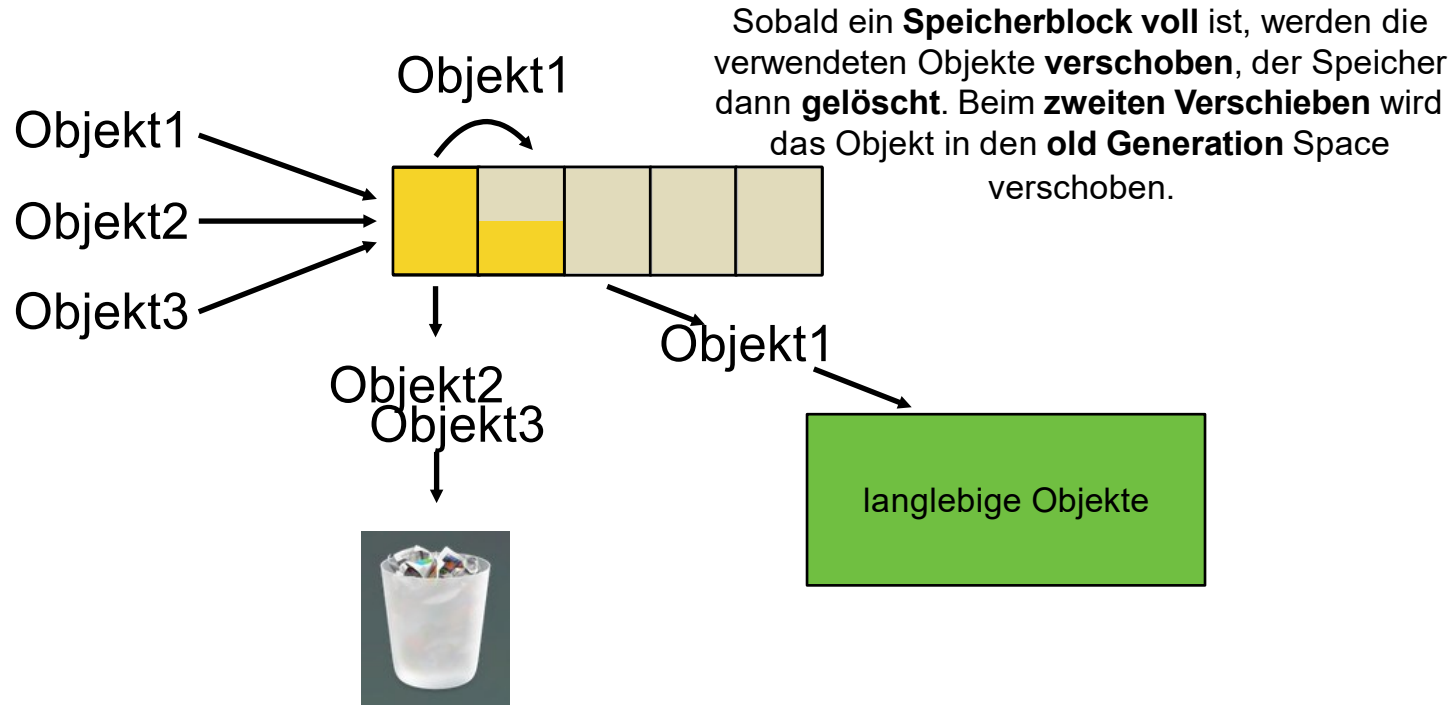 Sobald ein Speicherblock voll ist, werden die
verwendeten Objekte verschoben, der Speicher
dann gelöscht. Beim zweiten Verschieben wird
das Objekt in den old Generation Space
verschoben.
Objekt1
Objekt1
Objekt2
Objekt3
Objekt1
Objekt2
Objekt3
langlebige Objekte